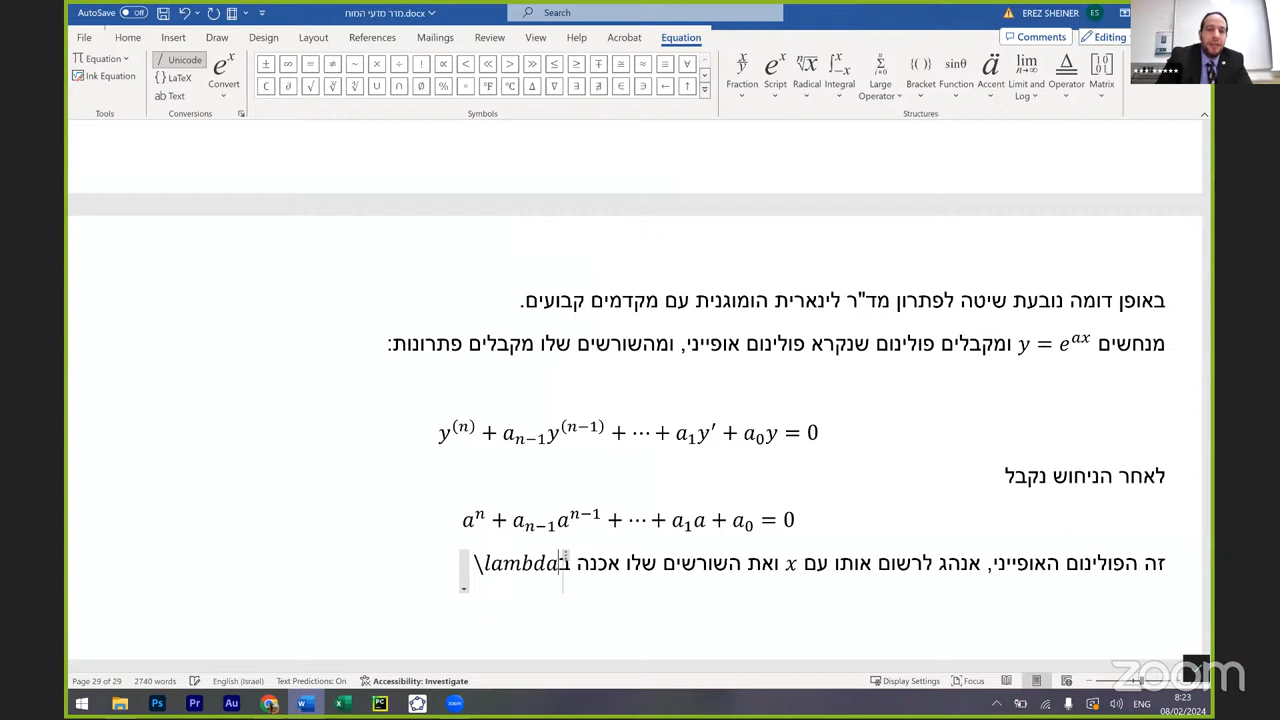 AutoSave Off מדר מדעי המוח.docx Search EREZ SHEINER ES
File Home Insert Draw Design Layout References Mailings Review View Help Acrobat Equation Comments Editing
Equation Unicode
Ink Equation {}LaTeX
ab Text Convert
Fraction Script Radical Integral Large Operator Bracket Function Accent Limit and Log Operator Matrix
Tools Conversions Symbols Structures
באופן דומה נובעת שיטה לפתרון מד"ר לינארית הומוגנית עם מקדמים קבועים.
מנחשים y = e^{ax} ומקבלים פולינום שנקרא פולינום אופייני, ומהשורשים שלו מקבלים פתרונות:
y^{(n)} + a_{n−1}y^{(n−1)} + ⋯ + a_1y′ + a_0y = 0
לאחר הניחוש נקבל
a^n + a_{n−1}a^{n−1} + ⋯ + a_1a + a_0 = 0
זה הפולינום האופייני, אנהג לרשום אותו עם x ואת השורשים שלו אכנה ב \lambda
Page 29 of 29 2740 words English (Israel) Text Predictions: On Accessibility: Investigate Display Settings Focus
zoom
ENG 8:23
08/02/2024